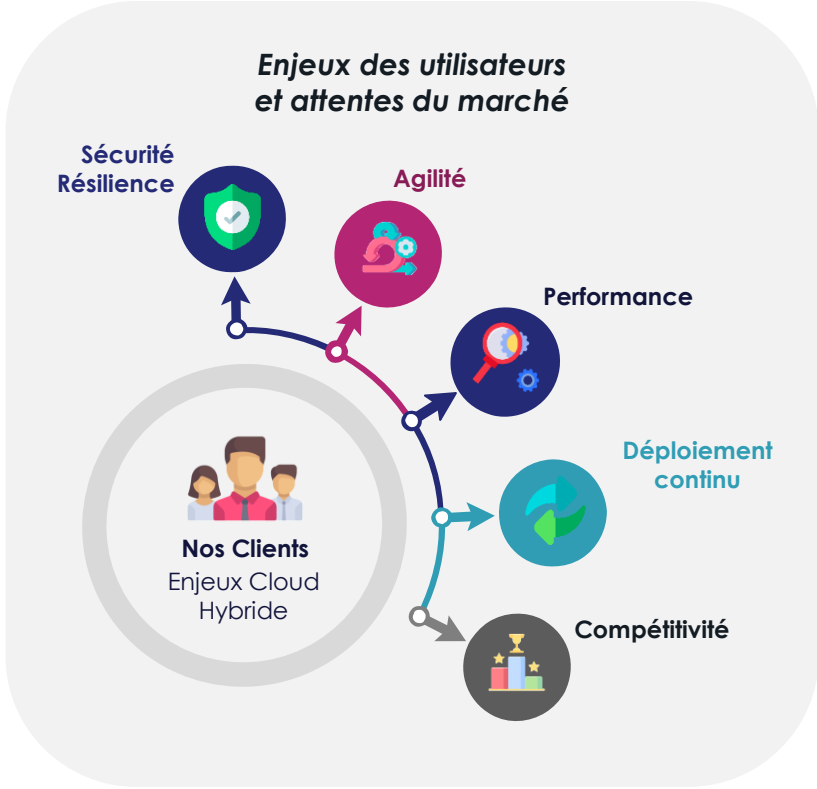 Enjeux des utilisateurs
et attentes du marché
Sécurité
Résilience
Agilité
Performance
Déploiement
continu
Nos Clients
Enjeux Cloud
Hybride
Compétitivité